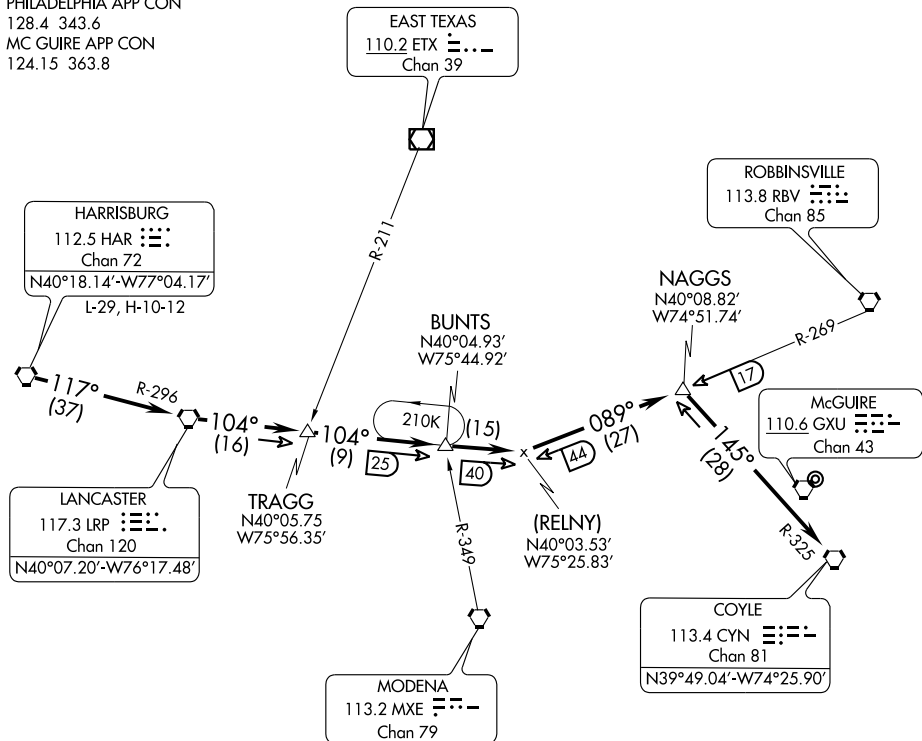 PHILADELPHIA APP CON
128.4 343.6
MC GUIRE APP CON
124.15 363.8
EAST TEXAS
110.2 ETX
Chan 39
ROBBINSVILLE
113.8 RBV
Chan 85
HARRISBURG
112.5 HAR
Chan 72
N40°18.14'-W77°04.17'
L-29, H-10-12
R-211
NAGGS
N40°08.82'
W74°51.74'
BUNTS
N40°04.93'
W75°44.92'
R-269
17
McGUIRE
110.6 GXU
Chan 43
117°
(37)
R-296
104°
(16)
104°
(9)
210K
25
(15)
40
089°
(27)
44
145°
(28)
R-325
LANCASTER
117.3 LRP
Chan 120
N40°07.20'-W76°17.48'
TRAGG
N40°05.75
W75°56.35'
R-349
(RELNY)
N40°03.53'
W75°25.83'
COYLE
113.4 CYN
Chan 81
N39°49.04'-W74°25.90'
MODENA
113.2 MXE
Chan 79